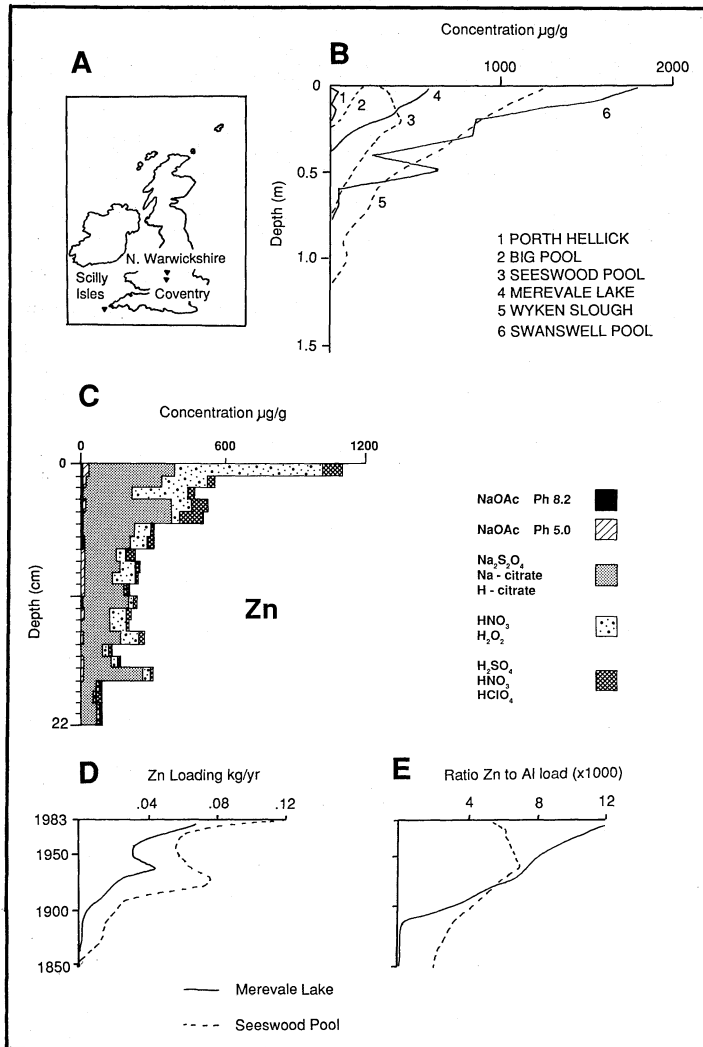 A
N. Warwickshire
Scilly
Isles
Coventry
B
Concentration µg/g
1000
2000
0
0.5
1.0
1.5
Depth (m)
1
2
3
4
5
6
1 PORTH HELLICK
2 BIG POOL
3 SEESWOOD POOL
4 MEREVALE LAKE
5 WYKEN SLOUGH
6 SWANSWELL POOL
C
Concentration µg/g
0
600
1200
0
22
Depth (cm)
Zn
NaOAc Ph 8.2
NaOAc Ph 5.0
Na₂S₂O₄
Na - citrate
H - citrate
HNO₃
H₂O₂
H₂SO₄
HNO₃
HClO₄
D
Zn Loading kg/yr
.04
.08
.12
1983
1950
1900
1850
E
Ratio Zn to Al load (x1000)
4
8
12
Merevale Lake
Seeswood Pool